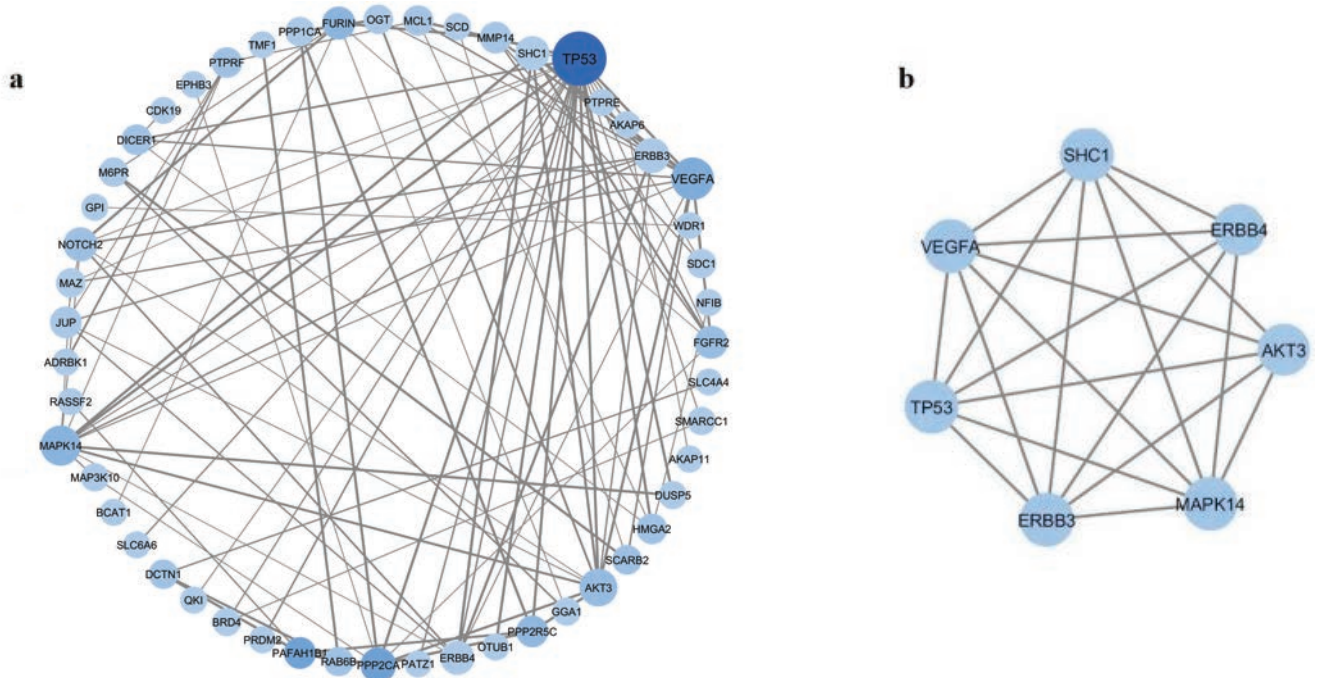 a
OGT
MCL1
SCD
MMP14
SHC1
TP53
PTPRE
AKAP6
ERBB3
VEGFA
WDR1
SDC1
NFIB
FGFR2
SLC4A4
SMARCC1
AKAP11
DUSP5
HMGA2
SCARB2
AKT3
GGA1
PPP2R5C
OTUB1
ERBB4
PATZ1
PPP2CA
RAB6B
PAFAH1B1
PRDM2
BRD4
QKI
DCTN1
SLC6A6
BCAT1
MAP3K10
MAPK14
RASSF2
ADRBK1
JUP
MAZ
NOTCH2
GPI
M6PR
DICER1
CDK19
EPHB3
PTPRF
TMF1
PPP1CA
FURIN
b
SHC1
ERBB4
AKT3
MAPK14
ERBB3
TP53
VEGFA